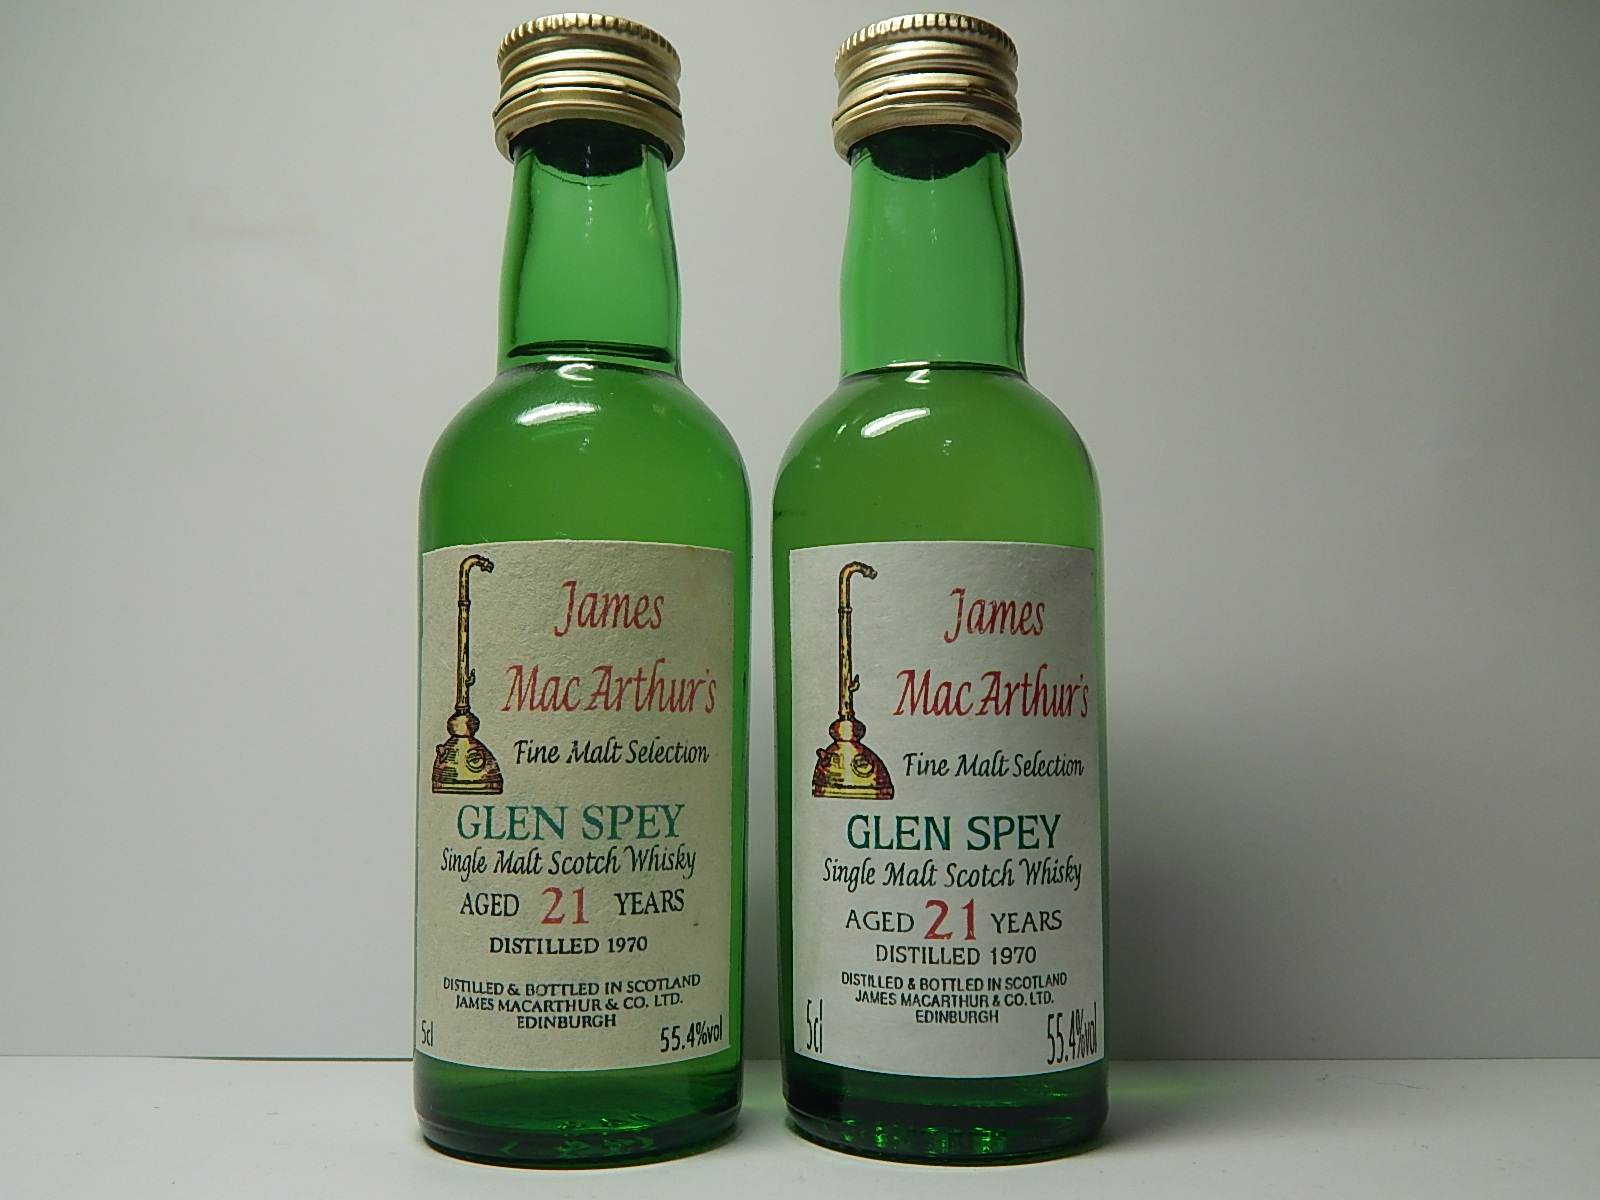 James
MacArthur's
Fine Malt Selection
GLEN SPEY
Single Malt Scotch Whisky
AGED 21 YEARS
DISTILLED 1970
DISTILLED & BOTTLED IN SCOTLAND
JAMES MACARTHUR & CO. LTD.
EDINBURGH
5cl 55.4%vol
James
MacArthur's
Fine Malt Selection
GLEN SPEY
Single Malt Scotch Whisky
AGED 21 YEARS
DISTILLED 1970
DISTILLED & BOTTLED IN SCOTLAND
JAMES MACARTHUR & CO. LTD.
EDINBURGH
5cl 55.4%vol